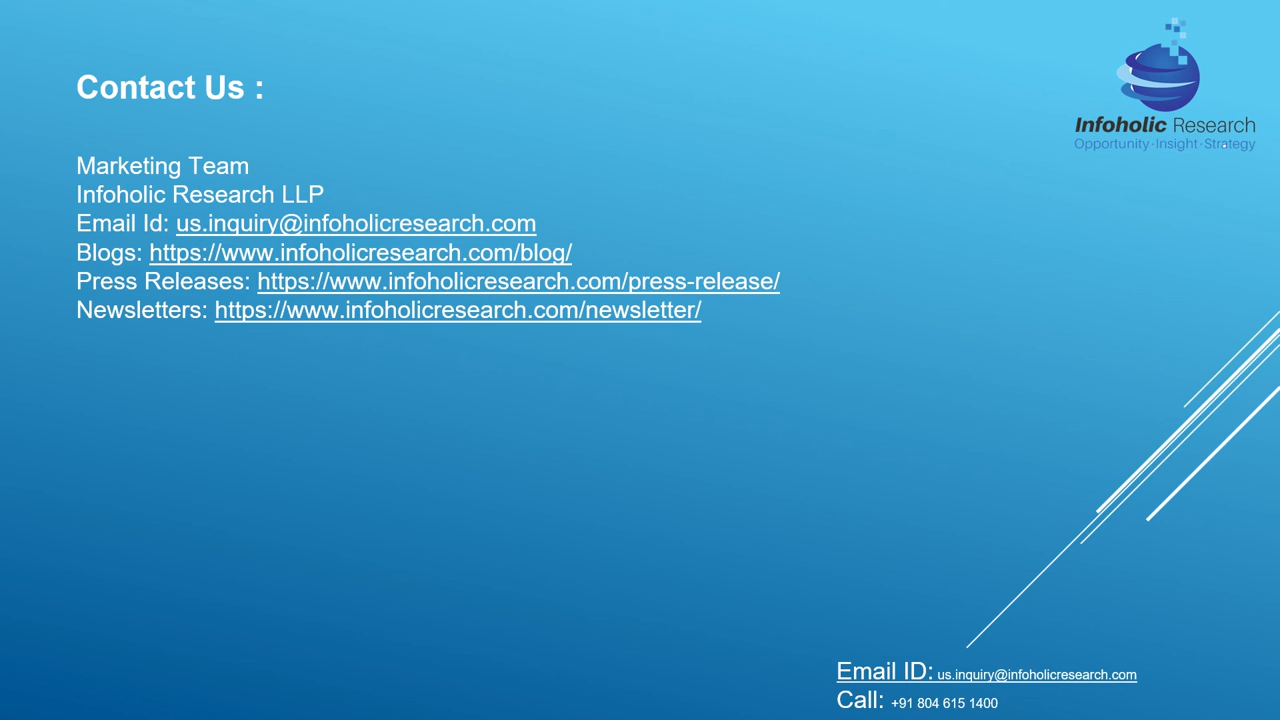 Contact Us :
Infoholic Research
Opportunity·Insight·Strategy
Marketing Team
Infoholic Research LLP
Email Id: us.inquiry@infoholicresearch.com
Blogs: https://www.infoholicresearch.com/blog/
Press Releases: https://www.infoholicresearch.com/press-release/
Newsletters: https://www.infoholicresearch.com/newsletter/
Email ID: us.inquiry@infoholicresearch.com
Call: +91 804 615 1400